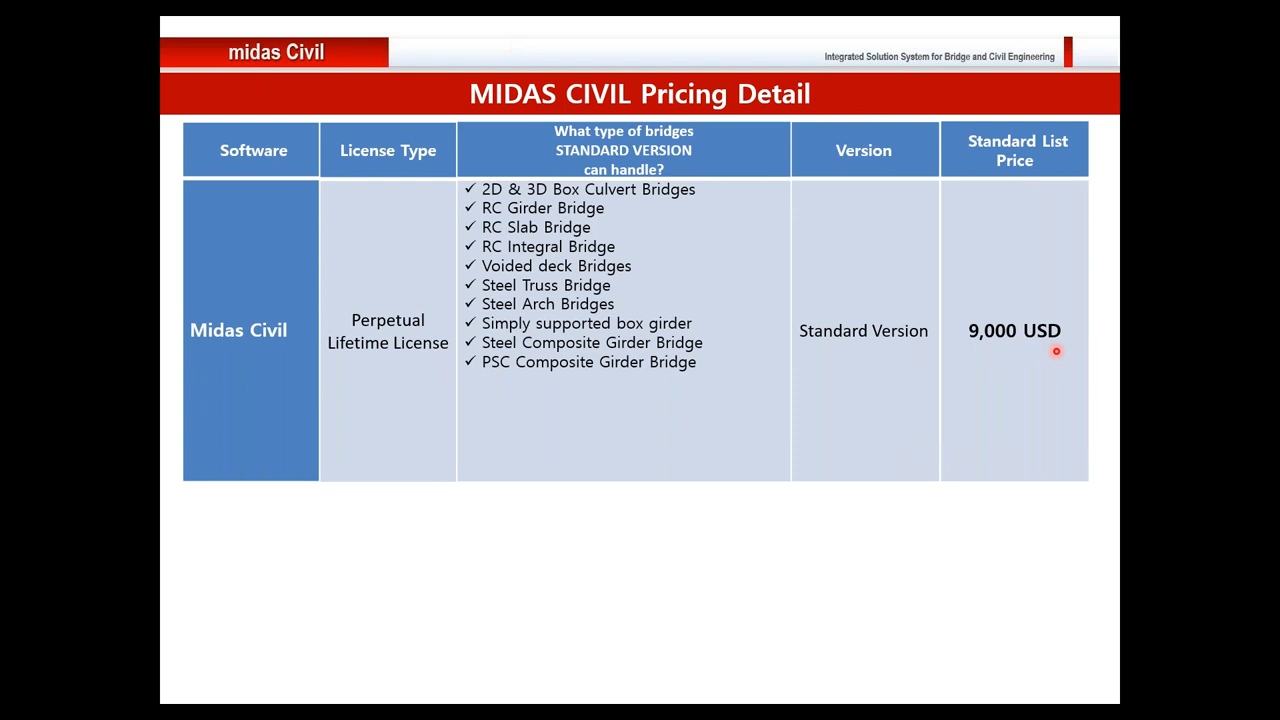 midas Civil
Integrated Solution System for Bridge and Civil Engineering
MIDAS CIVIL Pricing Detail
Software
License Type
What type of bridges
STANDARD VERSION
can handle?
Version
Standard List
Price
Midas Civil
Perpetual
Lifetime License
✓ 2D & 3D Box Culvert Bridges
✓ RC Girder Bridge
✓ RC Slab Bridge
✓ RC Integral Bridge
✓ Voided deck Bridges
✓ Steel Truss Bridge
✓ Steel Arch Bridges
✓ Simply supported box girder
✓ Steel Composite Girder Bridge
✓ PSC Composite Girder Bridge
Standard Version
9,000 USD